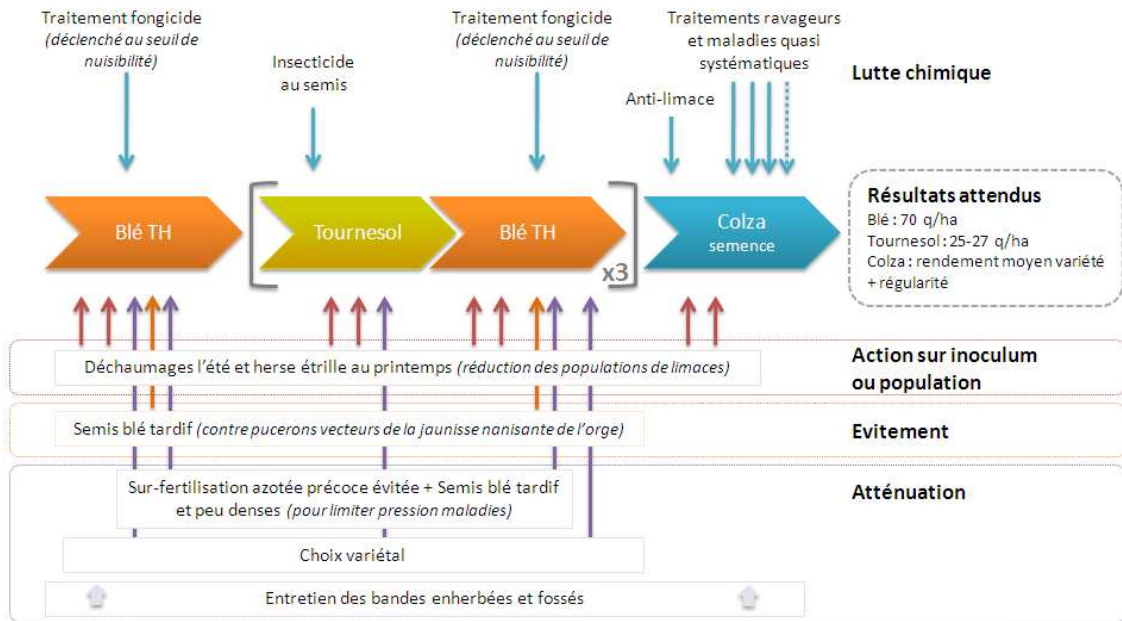 Traitement fongicide
(déclenché au seuil de
nuisibilité)
Insecticide
au semis
Traitement fongicide
(déclenché au seuil de
nuisibilité)
Anti-limace
Traitements ravageurs
et maladies quasi
systématiques
Lutte chimique
Blé TH
Tournesol
Blé TH
x3
Colza
semence
Résultats attendus
Blé : 70 q/ha
Tournesol : 25-27 q/ha
Colza : rendement moyen variété
+ régularité
Déchaumages l'été et herse étrille au printemps (réduction des populations de limaces)
Action sur inoculum
ou population
Semis blé tardif (contre pucerons vecteurs de la jaunisse nanisante de l'orge)
Evitement
Sur-fertilisation azotée précoce évitée + Semis blé tardif
et peu denses (pour limiter pression maladies)
Atténuation
Choix variétal
Entretien des bandes enherbées et fossés